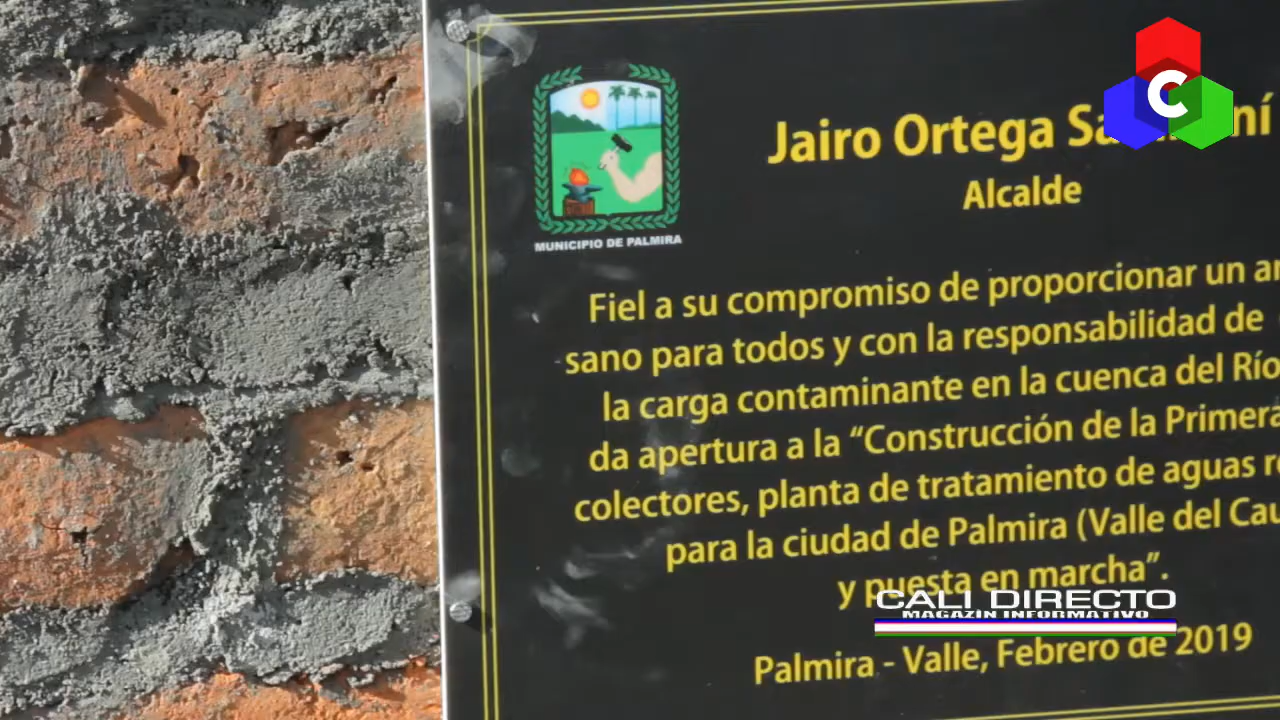 C
Jairo Ortega
Alcalde
MUNICIPIO DE PALMIRA
Fiel a su compromiso de proporcionar un
sano para todos y con la responsabilidad de
la carga contaminante en la cuenca del Río
da apertura a la “Construcción de la Primera
colectores, planta de tratamiento de aguas
para la ciudad de Palmira (Valle del
y puesta en marcha”.
CALI DIRECTO
MAGAZÍN INFORMATIVO
Palmira - Valle, Febrero de 2019